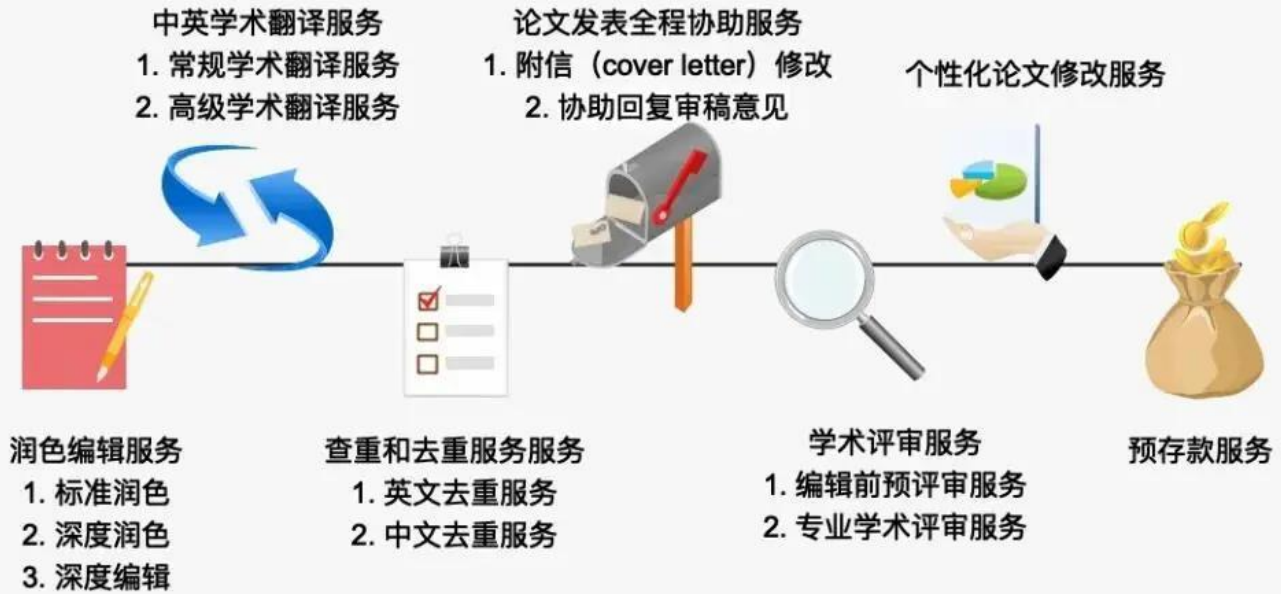 中英学术翻译服务
1. 常规学术翻译服务
2. 高级学术翻译服务
论文发表全程协助服务
1. 附信（cover letter）修改
2. 协助回复审稿意见
个性化论文修改服务
润色编辑服务
1. 标准润色
2. 深度润色
3. 深度编辑
查重和去重服务服务
1. 英文去重服务
2. 中文去重服务
学术评审服务
1. 编辑前预评审服务
2. 专业学术评审服务
预存款服务